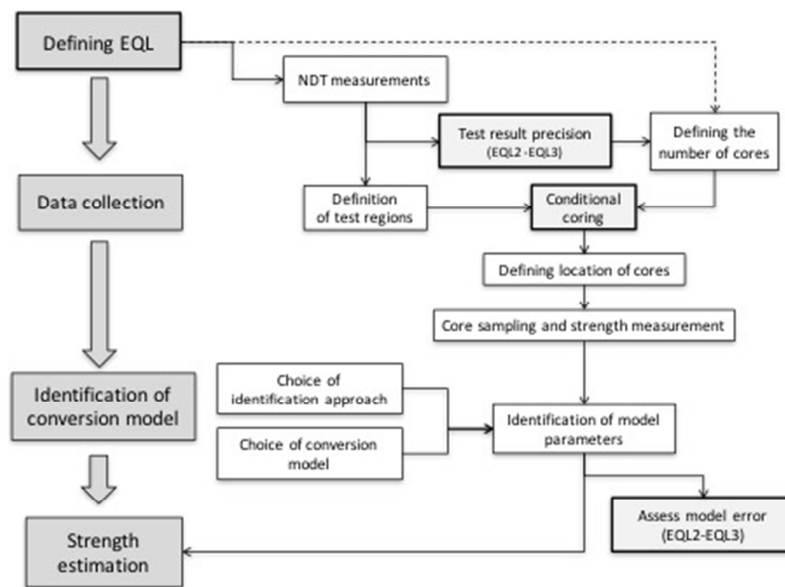 Defining EQL
NDT measurements
Test result precision
(EQL2 -EQL3)
Defining the
number of cores
Data collection
Definition
of test regions
Conditional
coring
Defining location of cores
Core sampling and strength measurement
Identification of
conversion model
Choice of
identification approach
Choice of conversion
model
Identification of model
parameters
Assess model error
(EQL2-EQL3)
Strength
estimation